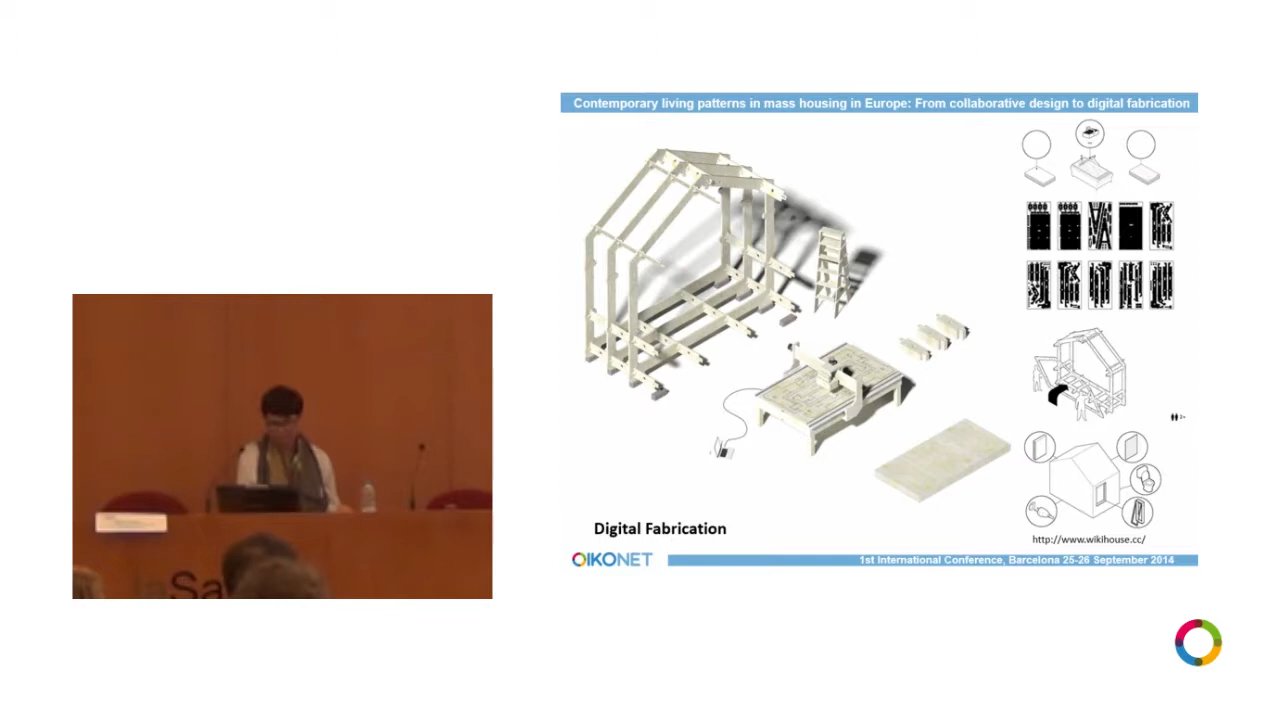 Contemporary living patterns in mass housing in Europe: From collaborative design to digital fabrication
Digital Fabrication
http://www.wikihouse.cc/
OIKONET
1st International Conference, Barcelona 25-26 September 2014
Sa